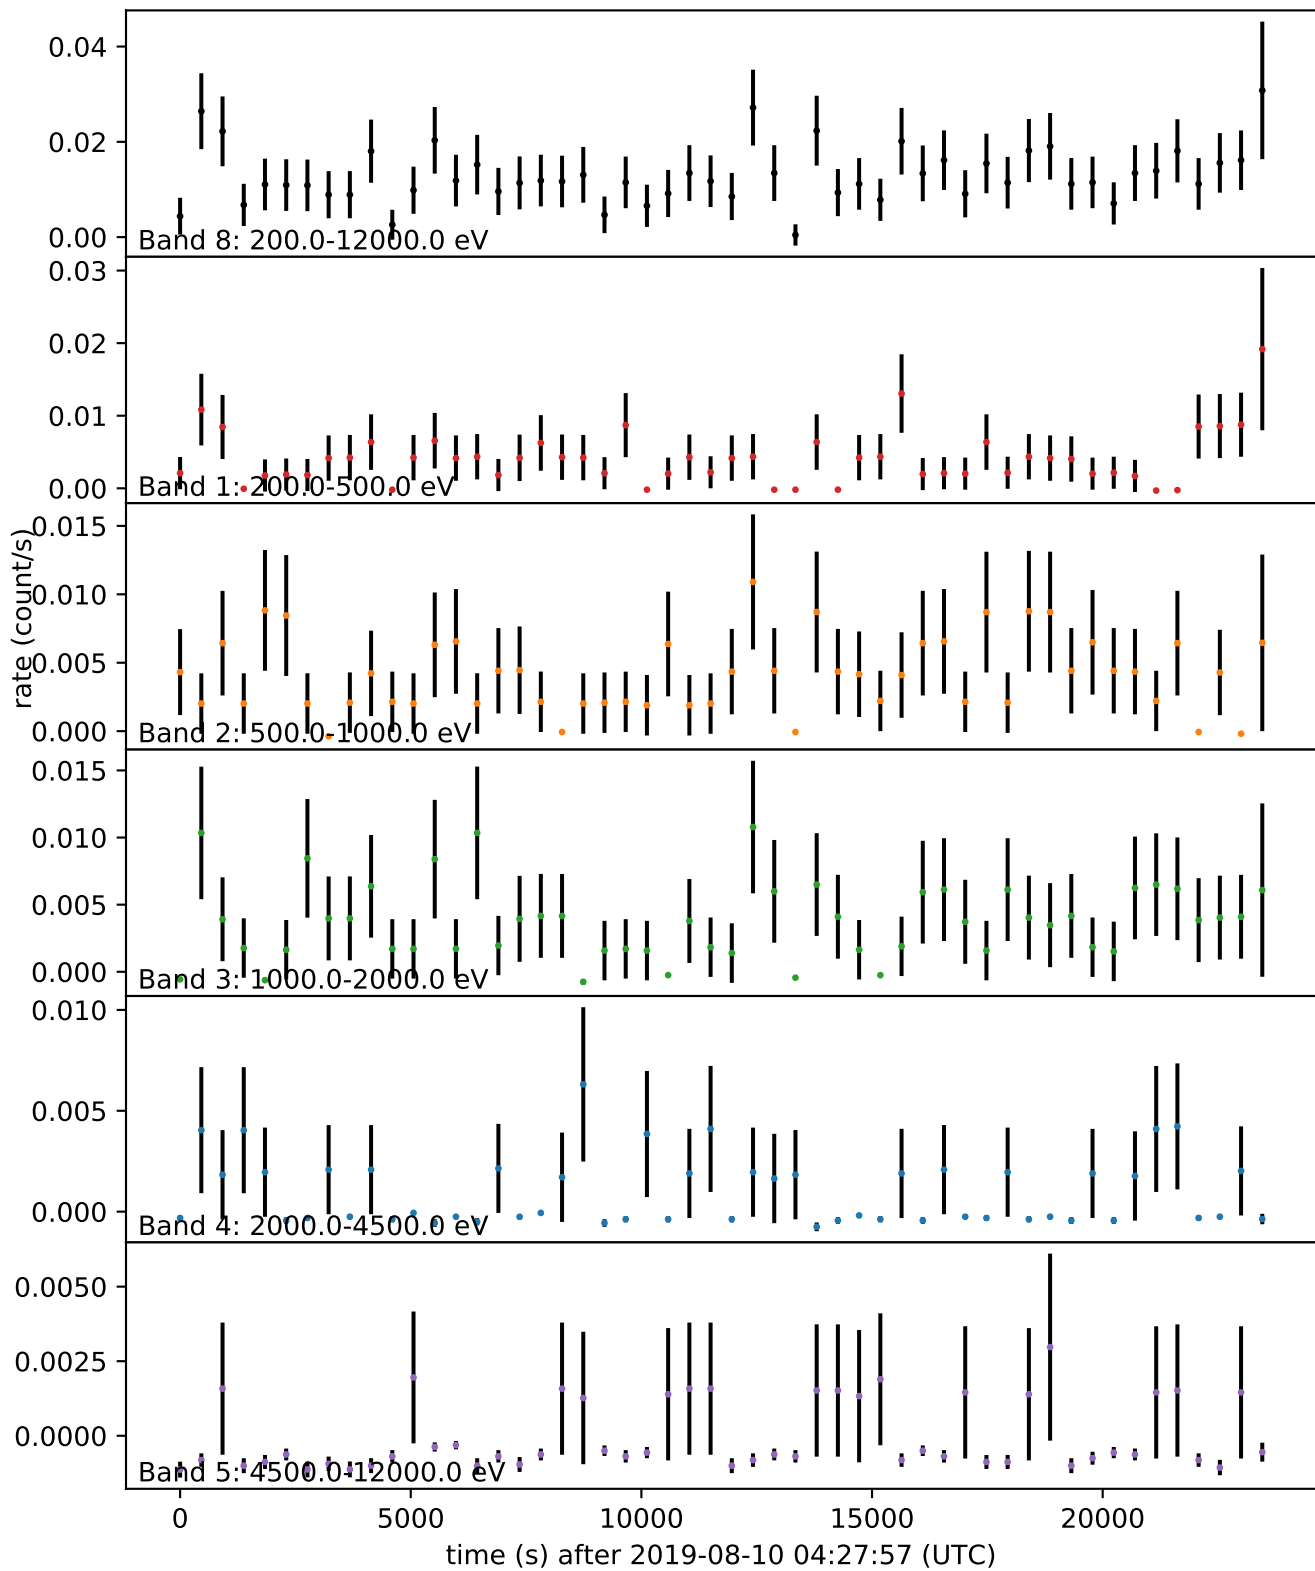 0.04
0.02
0.00
Band 8: 200.0-12000.0 eV
0.03
0.02
0.01
0.00
Band 1: 200.0-500.0 eV
rate (count/s)
0.015
0.010
0.005
0.000
Band 2: 500.0-1000.0 eV
0.015
0.010
0.005
0.000
Band 3: 1000.0-2000.0 eV
0.010
0.005
0.000
Band 4: 2000.0-4500.0 eV
0.0050
0.0025
0.0000
Band 5: 4500.0-12000.0 eV
0 5000 10000 15000 20000
time (s) after 2019-08-10 04:27:57 (UTC)